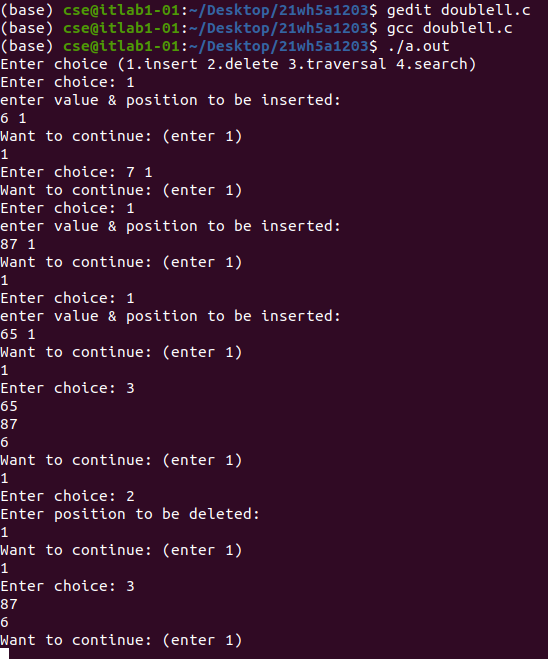 (base) cse@itlab1-01:~/Desktop/21wh5a1203$ gedit doublell.c
(base) cse@itlab1-01:~/Desktop/21wh5a1203$ gcc doublell.c
(base) cse@itlab1-01:~/Desktop/21wh5a1203$ ./a.out
Enter choice (1.insert 2.delete 3.traversal 4.search)
Enter choice: 1
enter value & position to be inserted:
6 1
Want to continue: (enter 1)
1
Enter choice: 7 1
Want to continue: (enter 1)
Enter choice: 1
enter value & position to be inserted:
87 1
Want to continue: (enter 1)
1
Enter choice: 1
enter value & position to be inserted:
65 1
Want to continue: (enter 1)
1
Enter choice: 3
65
87
6
Want to continue: (enter 1)
1
Enter choice: 2
Enter position to be deleted:
1
Want to continue: (enter 1)
1
Enter choice: 3
87
6
Want to continue: (enter 1)